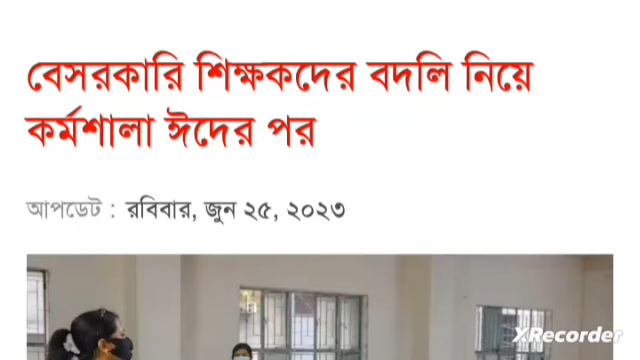 বেসরকারি শিক্ষকদের বদলি নিয়ে
কর্মশালা ঈদের পর
আপডেট : রবিবার, জুন ২৫, ২০২৩
XRecorder